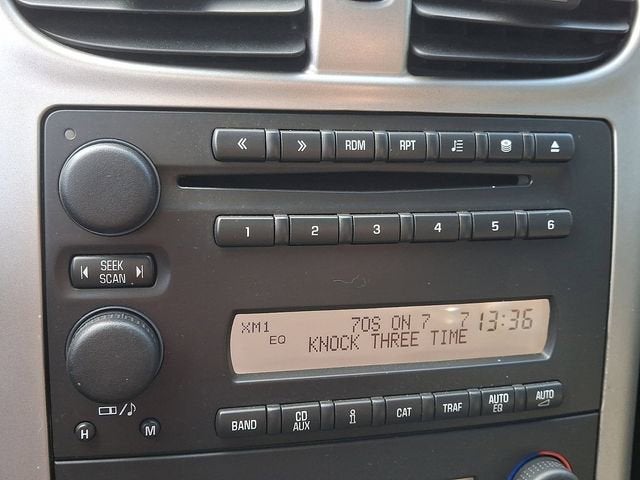 RDM RPT
1 2 3 4 5 6
SEEK
SCAN
XM1 70S ON 7 7 13:36
EQ KNOCK THREE TIME
H M
BAND CD AUX i CAT TRAF AUTO EQ AUTO